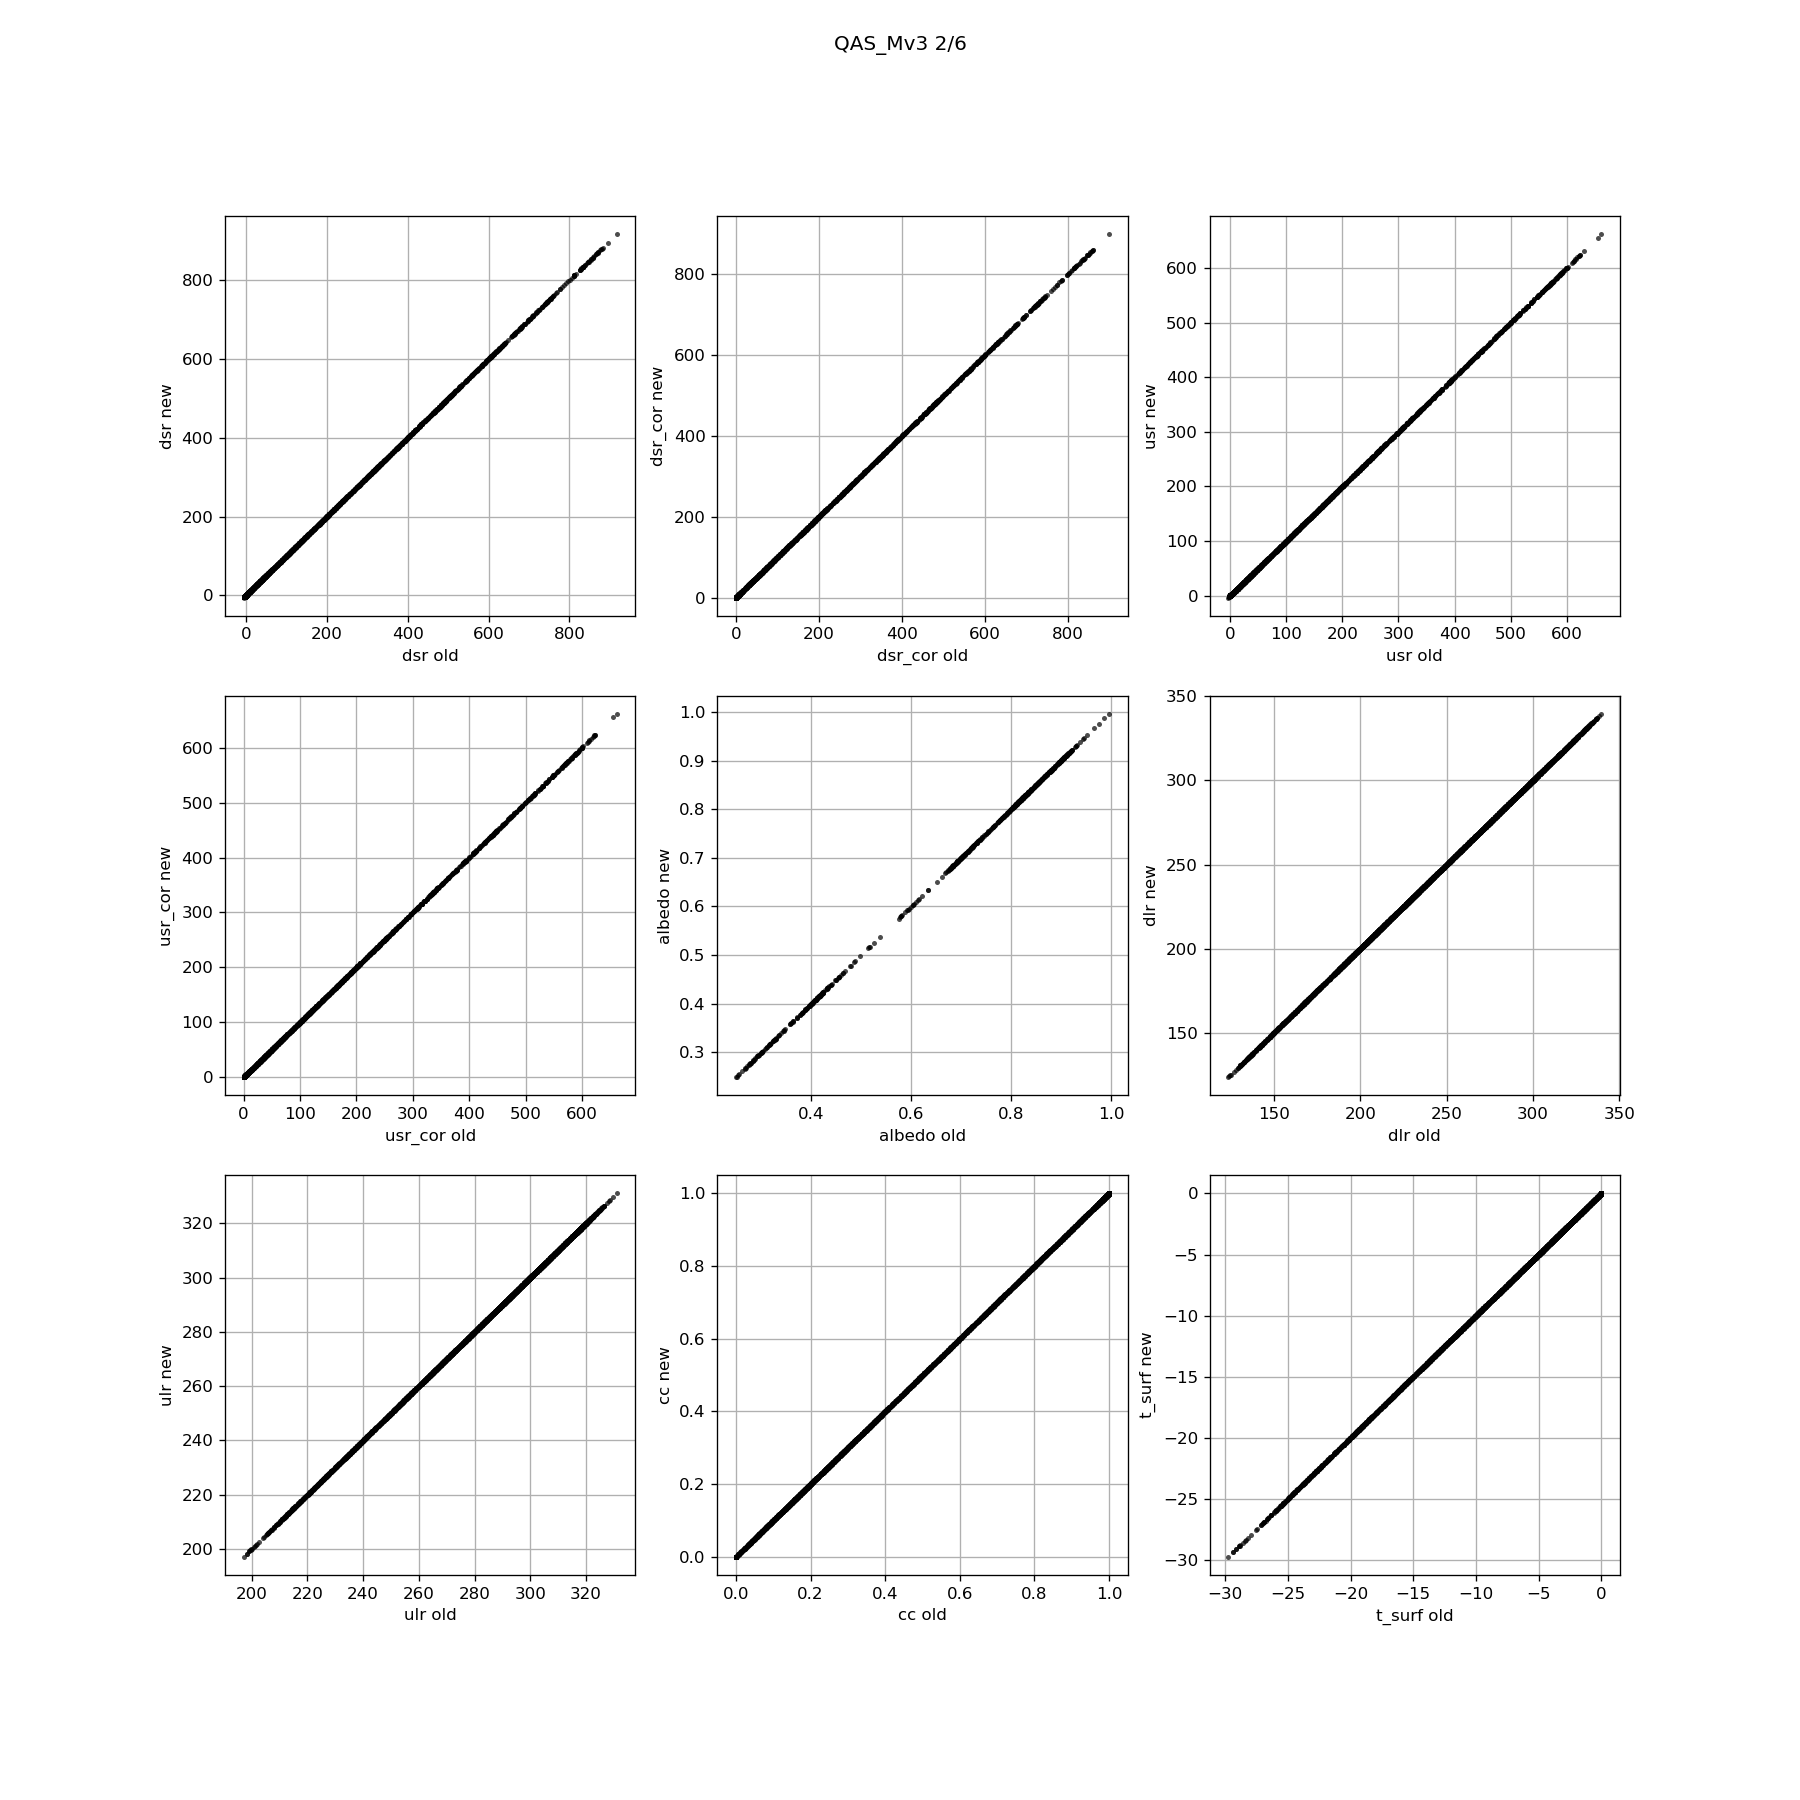 QAS_Mv3 2/6
dsr new
800
600
400
200
0
0 200 400 600 800
dsr old
dsr_cor new
800
600
400
200
0
0 200 400 600 800
dsr_cor old
usr new
600
500
400
300
200
100
0
0 100 200 300 400 500 600
usr old
usr_cor new
600
500
400
300
200
100
0
0 100 200 300 400 500 600
usr_cor old
albedo new
1.0
0.9
0.8
0.7
0.6
0.5
0.4
0.3
0.4 0.6 0.8 1.0
albedo old
dlr new
350
300
250
200
150
150 200 250 300 350
dlr old
ulr new
320
300
280
260
240
220
200
200 220 240 260 280 300 320
ulr old
cc new
1.0
0.8
0.6
0.4
0.2
0.0
0.0 0.2 0.4 0.6 0.8 1.0
cc old
t_surf new
0
−5
−10
−15
−20
−25
−30
−30 −25 −20 −15 −10 −5 0
t_surf old